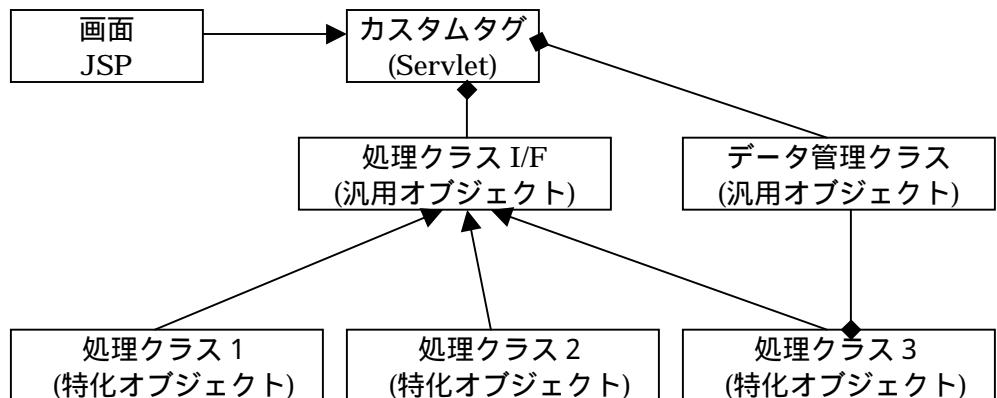 画面
JSP
カスタムタグ
(Servlet)
処理クラス I/F
(汎用オブジェクト)
データ管理クラス
(汎用オブジェクト)
処理クラス 1
(特化オブジェクト)
処理クラス 2
(特化オブジェクト)
処理クラス 3
(特化オブジェクト)